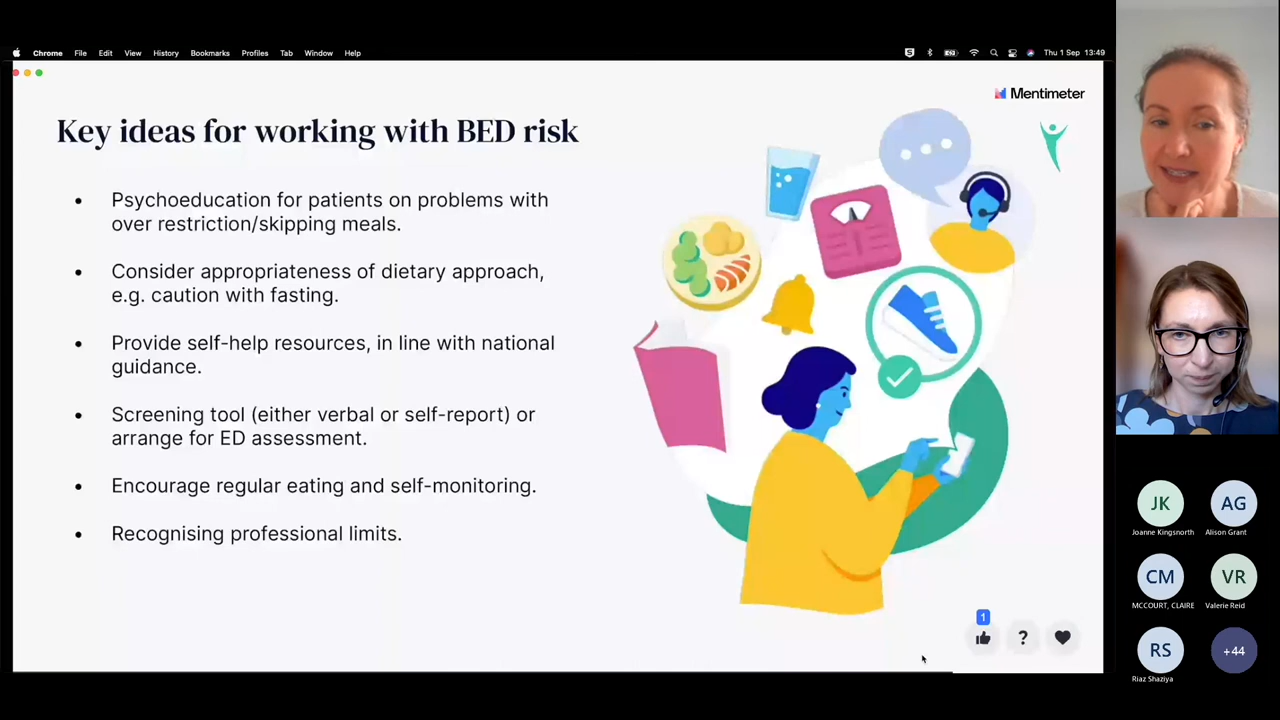 Chrome File Edit View History Bookmarks Profiles Tab Window Help
Thu 1 Sep 13:49
Mentimeter
Key ideas for working with BED risk
• Psychoeducation for patients on problems with
over restriction/skipping meals.
• Consider appropriateness of dietary approach,
e.g. caution with fasting.
• Provide self-help resources, in line with national
guidance.
• Screening tool (either verbal or self-report) or
arrange for ED assessment.
• Encourage regular eating and self-monitoring.
• Recognising professional limits.
1
?
JK
Joanne Kingsnorth
AG
Alison Grant
CM
MCCOURT, CLAIRE
VR
Valerie Reid
RS
Riaz Shaziya
+44